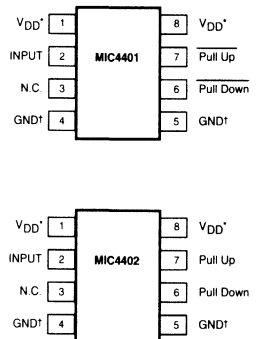 VDD* 1 MIC4401 8 VDD*
INPUT 2 7 Pull Up
N.C. 3 6 Pull Down
GND† 4 5 GND†
VDD* 1 MIC4402 8 VDD*
INPUT 2 7 Pull Up
N.C. 3 6 Pull Down
GND† 4 5 GND†